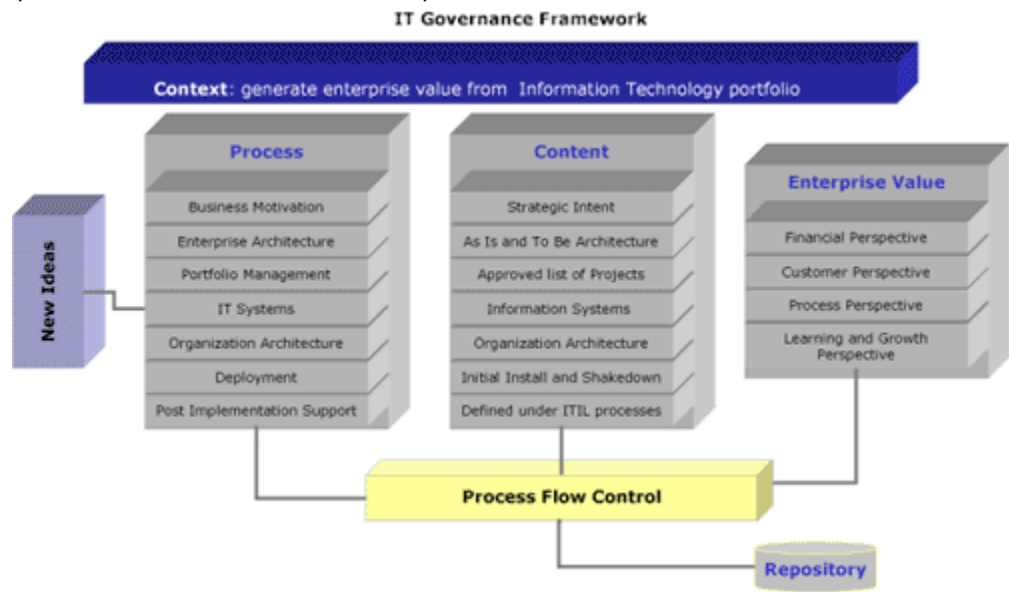 IT Governance Framework
Context: generate enterprise value from Information Technology portfolio
New Ideas
Process
Business Motivation
Enterprise Architecture
Portfolio Management
IT Systems
Organization Architecture
Deployment
Post Implementation Support
Content
Strategic Intent
As Is and To Be Architecture
Approved list of Projects
Information Systems
Organization Architecture
Initial Install and Shakedown
Defined under ITIL processes
Enterprise Value
Financial Perspective
Customer Perspective
Process Perspective
Learning and Growth
Perspective
Process Flow Control
Repository